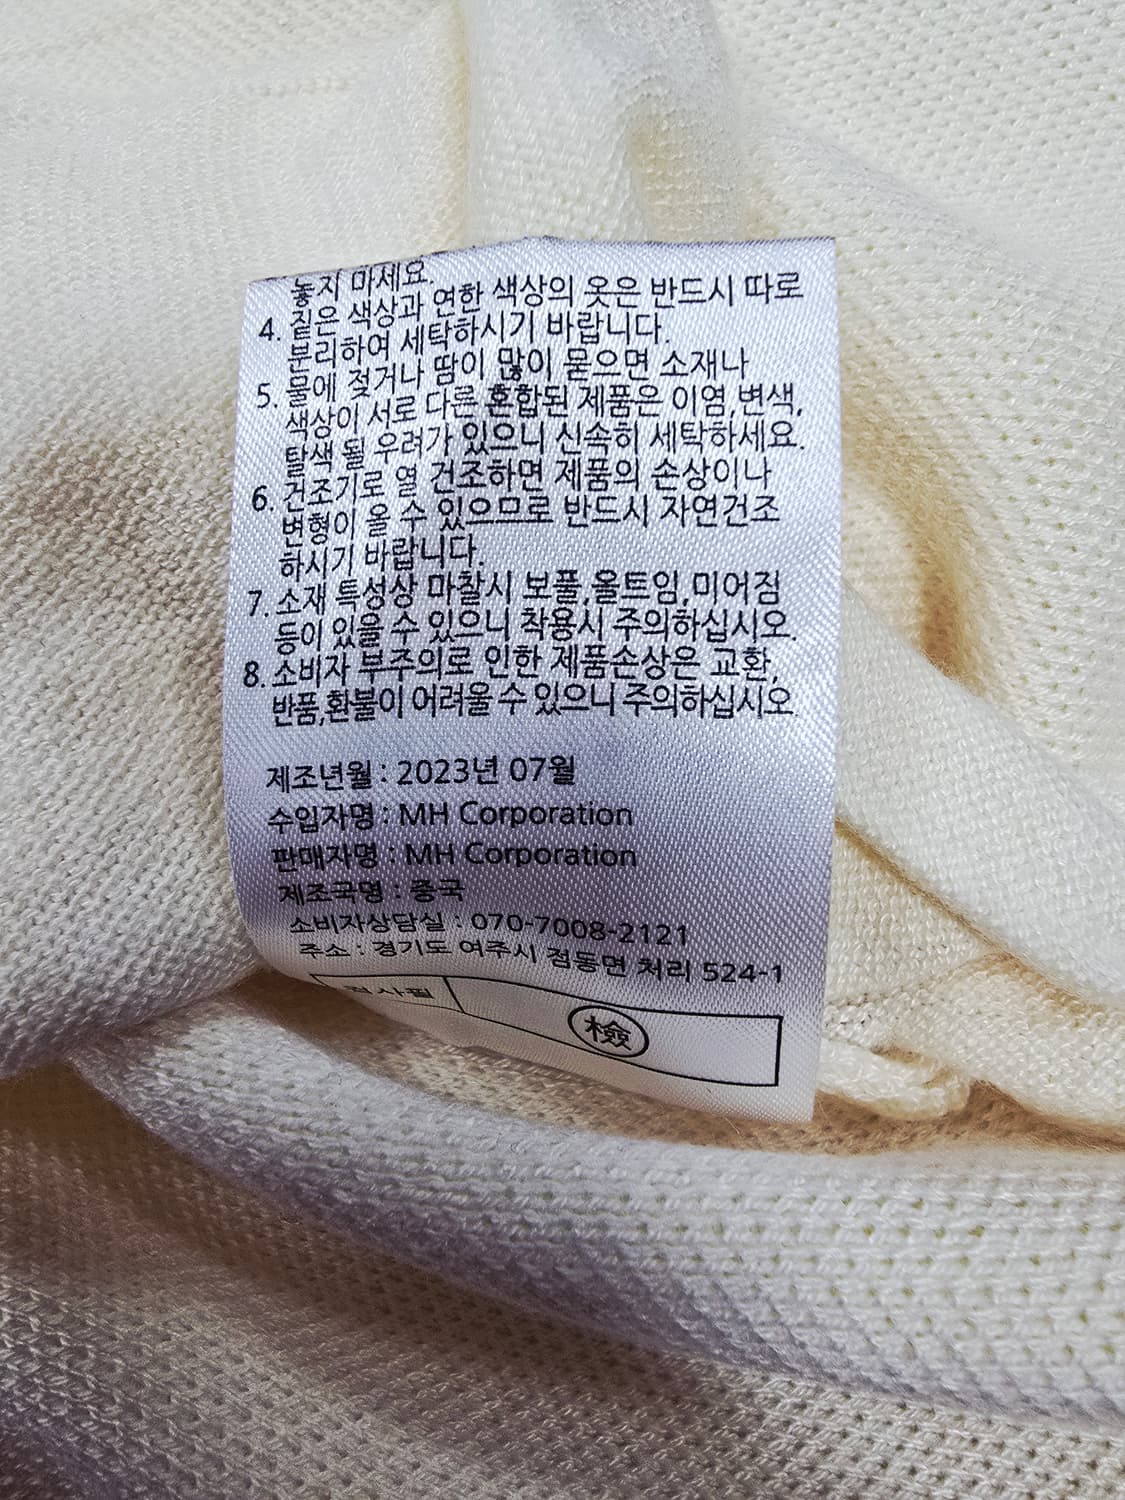 놓지 마세요.
4. 짙은 색상과 연한 색상의 옷은 반드시 따로
분리하여 세탁하시기 바랍니다.
5. 물에 젖거나 땀이 많이 묻으면 소재나
색상이 서로 다른 혼합된 제품은 이염,변색,
탈색 될 우려가 있으니 신속히 세탁하세요.
6. 건조기로 열 건조하면 제품의 손상이나
변형이 올 수 있으므로 반드시 자연건조
하시기 바랍니다.
7. 소재 특성상 마찰시 보풀,올트임,미어짐
등이 있을 수 있으니 착용시 주의하십시오.
8. 소비자 부주의로 인한 제품손상은 교환,
반품,환불이 어려울 수 있으니 주의하십시오
제조년월 : 2023년 07월
수입자명 : MH Corporation
판매자명 : MH Corporation
제조국명 : 중국
소비자상담실 : 070-7008-2121
주소 : 경기도 여주시 점동면 처리 524-1
검사필 檢